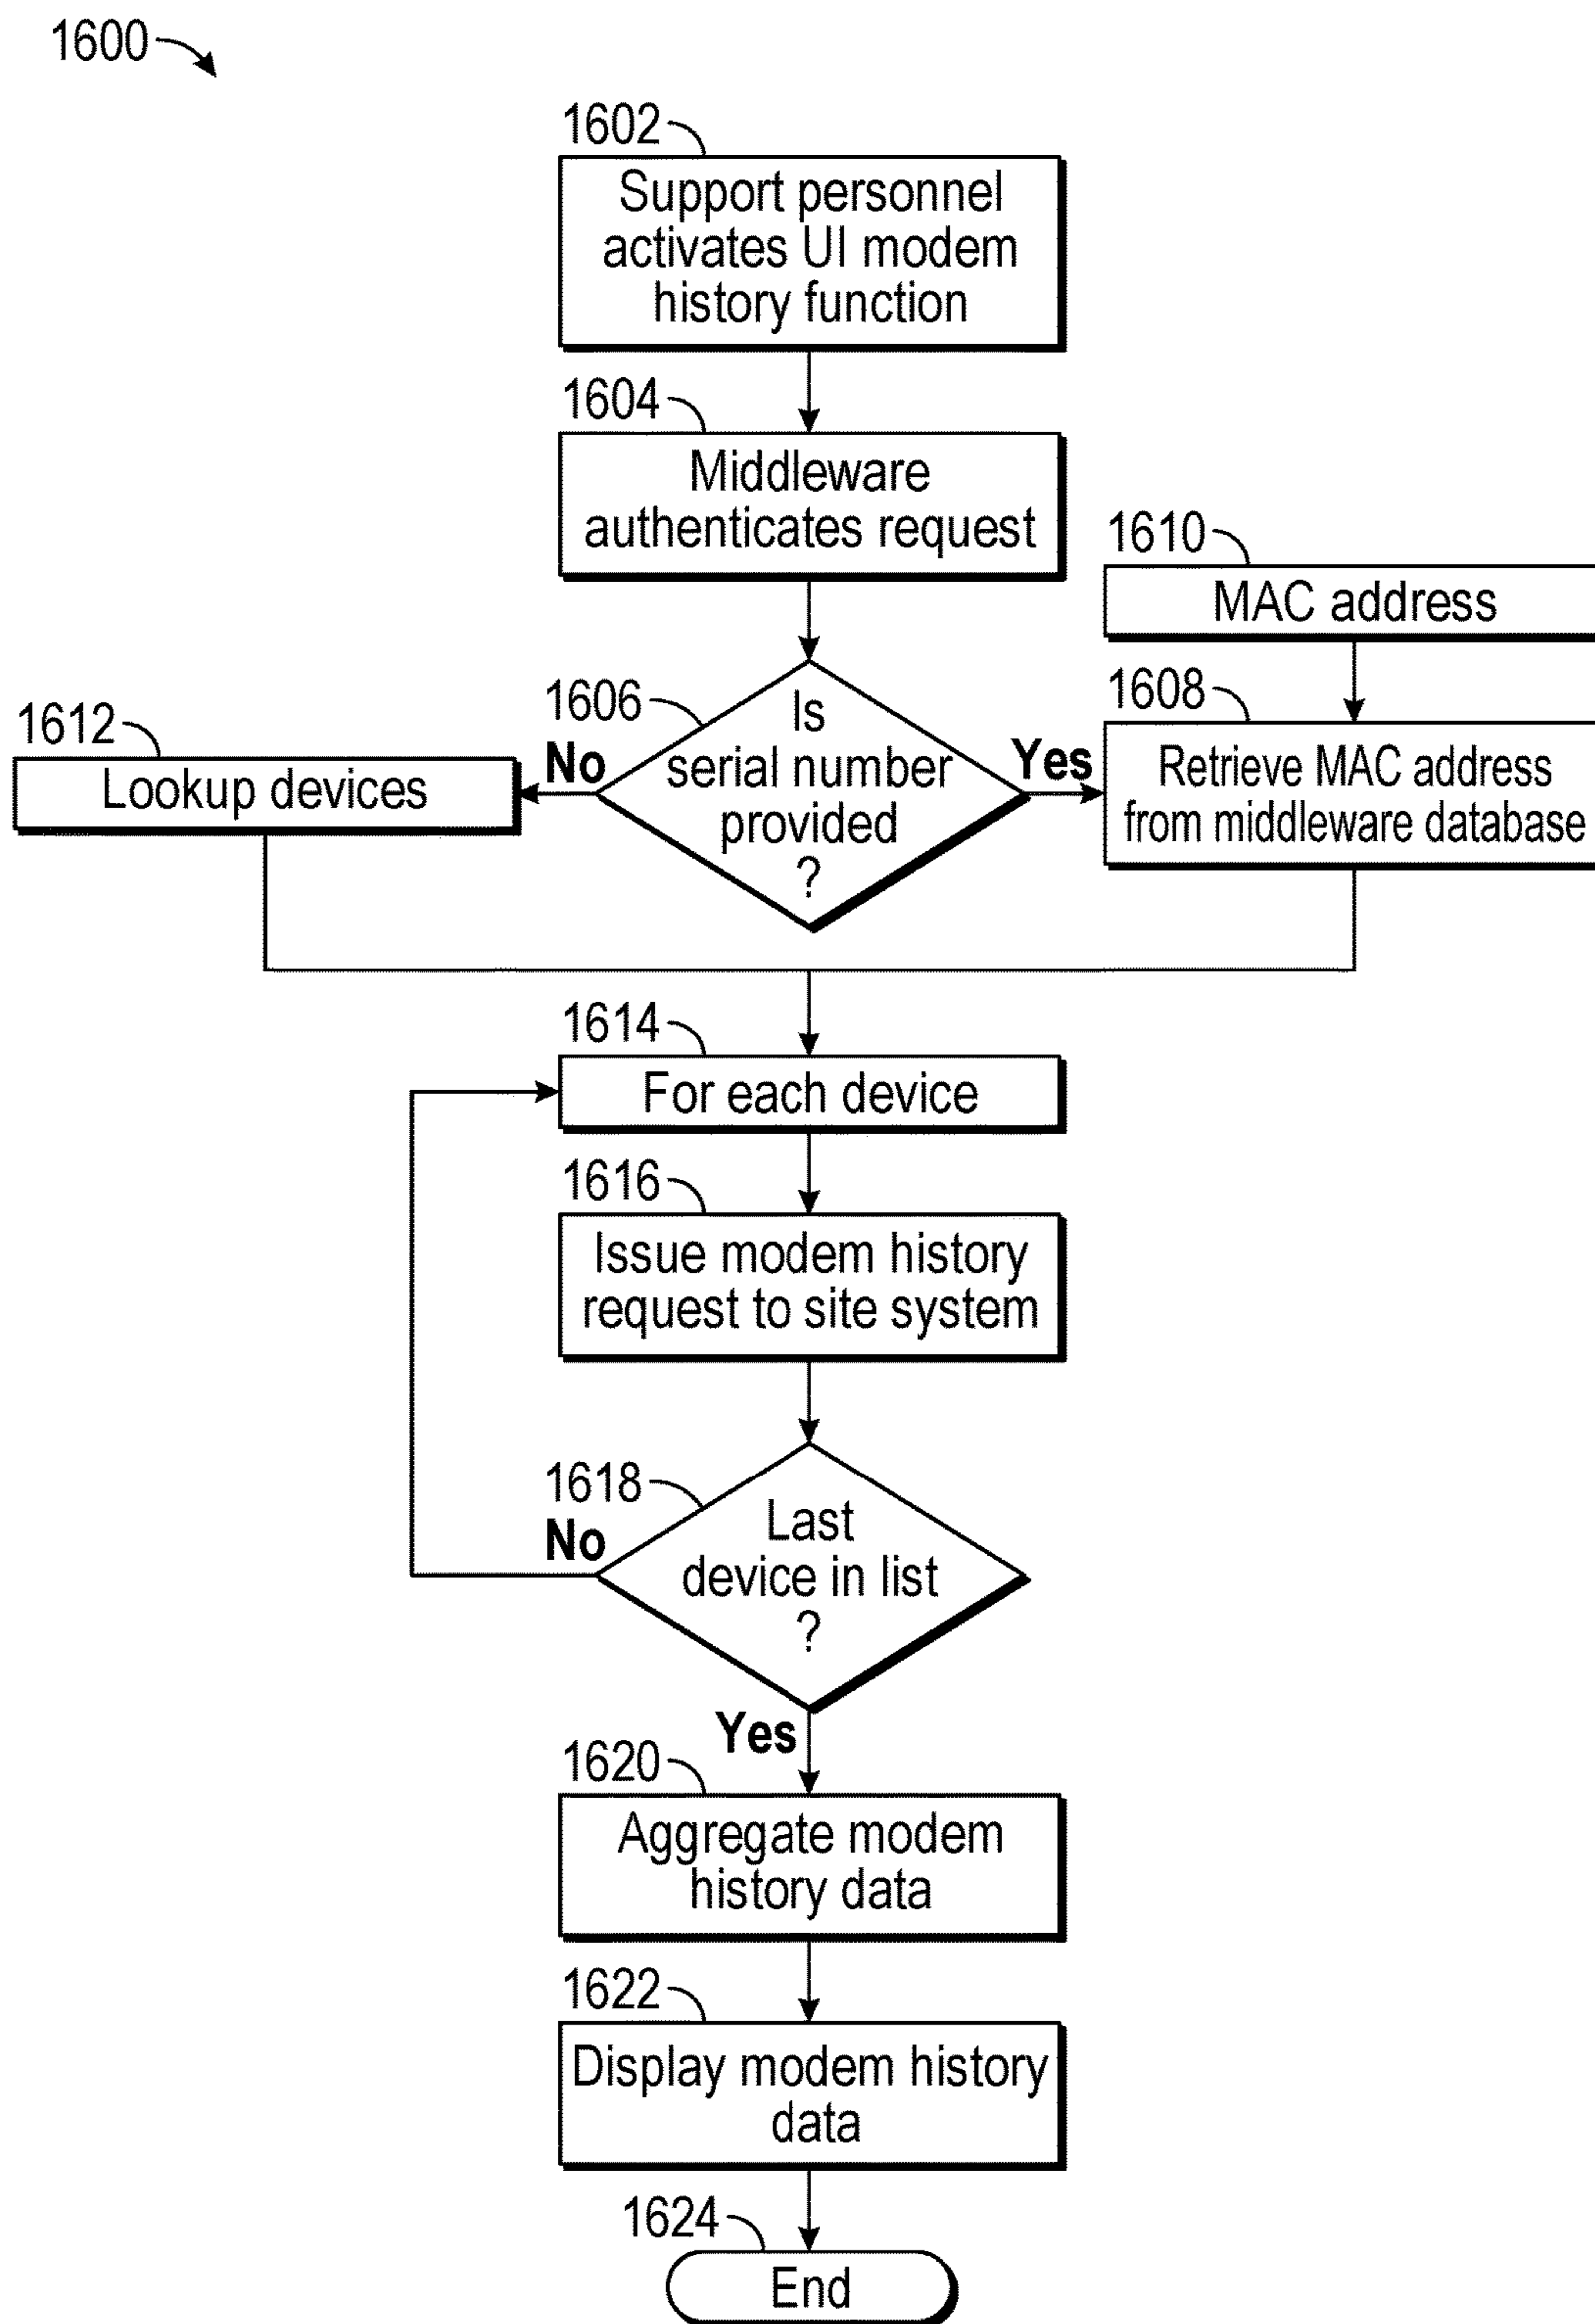 1600
1602
Support personnel
activates UI modem
history function
1604
Middleware
authenticates request
1610
MAC address
1606
Is
serial number
provided
?
No
Yes
1608
Retrieve MAC address
from middleware database
1612
Lookup devices
1614
For each device
1616
Issue modem history
request to site system
1618
Last
device in list
?
No
Yes
1620
Aggregate modem
history data
1622
Display modem history
data
1624
End